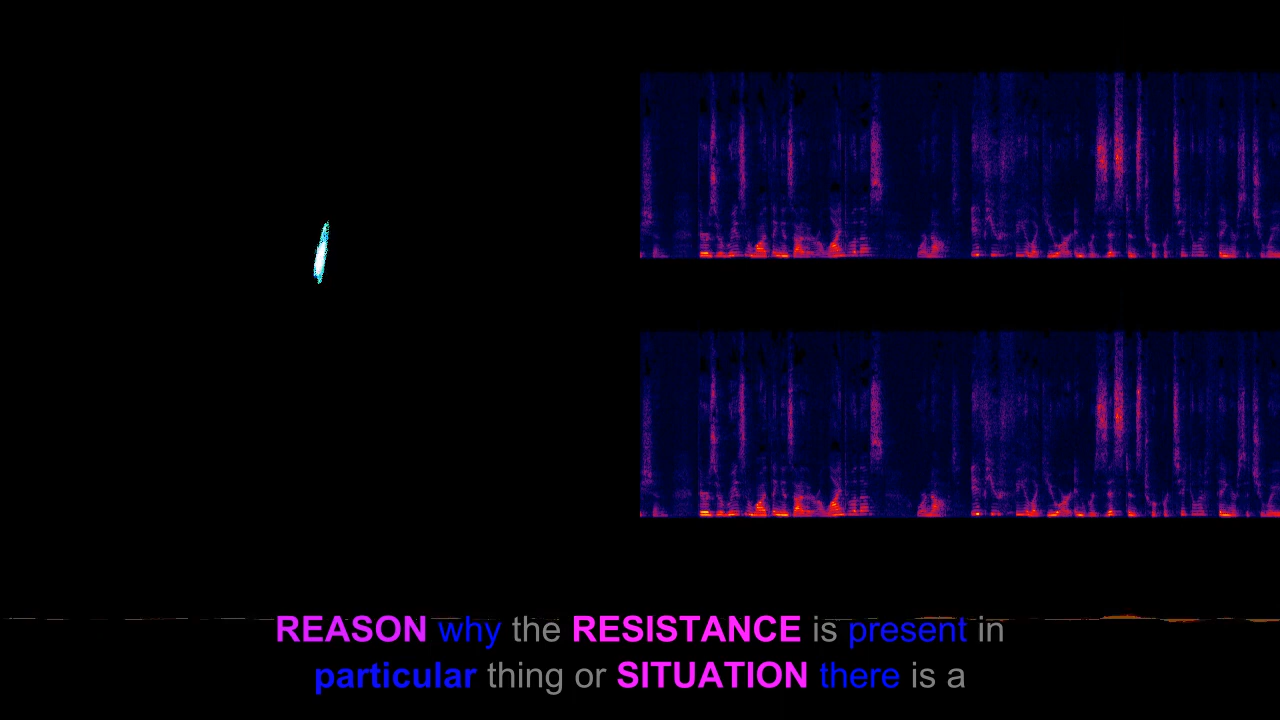 REASON why the RESISTANCE is present in
particular thing or SITUATION there is a